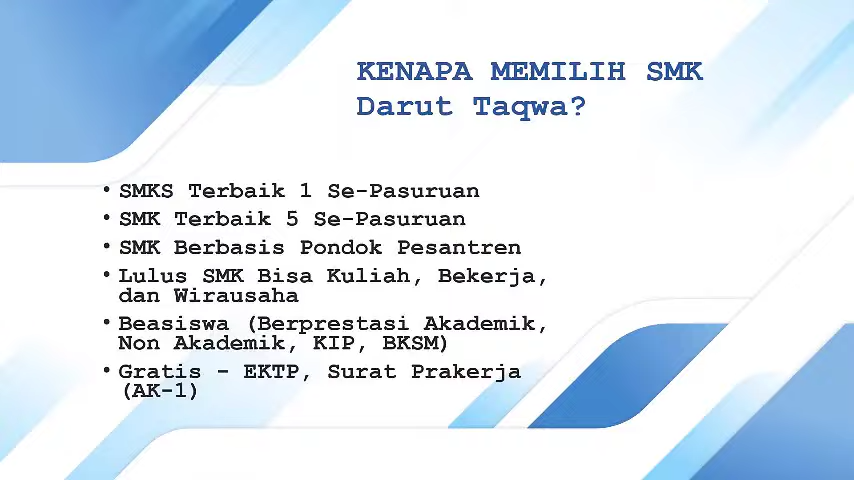 KENAPA MEMILIH SMK
Darut Taqwa?
• SMKS Terbaik 1 Se-Pasuruan
• SMK Terbaik 5 Se-Pasuruan
• SMK Berbasis Pondok Pesantren
• Lulus SMK Bisa Kuliah, Bekerja,
dan Wirausaha
• Beasiswa (Berprestasi Akademik,
Non Akademik, KIP, BKSM)
• Gratis - EKTP, Surat Prakerja
(AK-1)